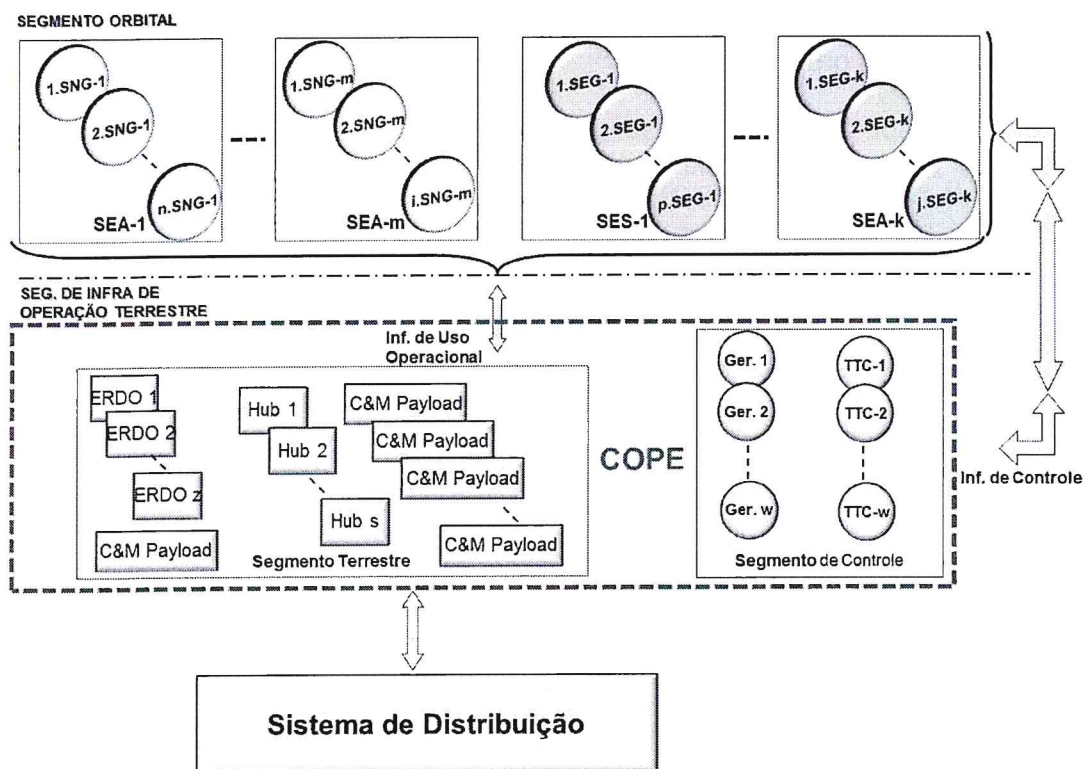 SEGMENTO ORBITAL
1.SNG-1
2.SNG-1
n.SNG-1
SEA-1
1.SNG-m
2.SNG-m
i.SNG-m
SEA-m
1.SEG-1
2.SEG-1
p.SEG-1
SES-1
1.SEG-k
2.SEG-k
j.SEG-k
SEA-k
SEG. DE INFRA DE
OPERAÇÃO TERRESTRE
Inf. de Uso
Operacional
ERDO 1
ERDO 2
ERDO z
C&M Payload
Hub 1
Hub 2
Hub s
C&M Payload
C&M Payload
C&M Payload
C&M Payload
Segmento Terrestre
COPE
Ger. 1
Ger. 2
Ger. w
TTC-1
TTC-2
TTC-w
Segmento de Controle
Inf. de Controle
Sistema de Distribuição